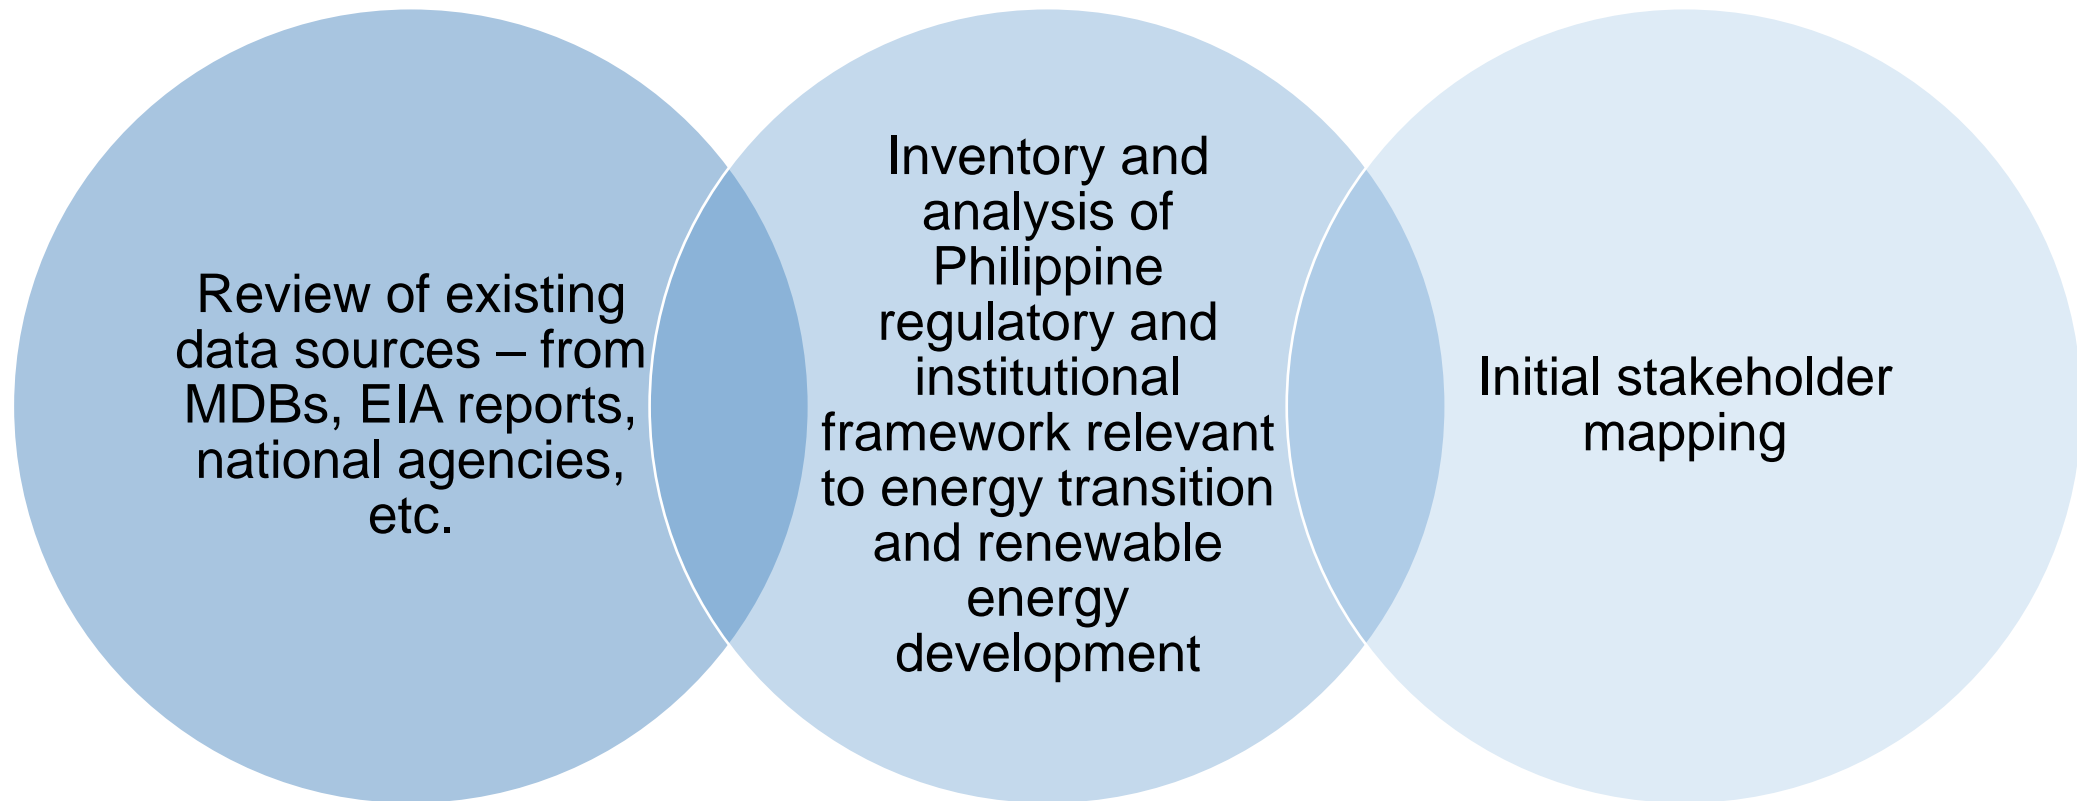 Review of existing
data sources – from
MDBs, EIA reports,
national agencies,
etc.
Inventory and
analysis of
Philippine
regulatory and
institutional
framework relevant
to energy transition
and renewable
energy
development
Initial stakeholder
mapping